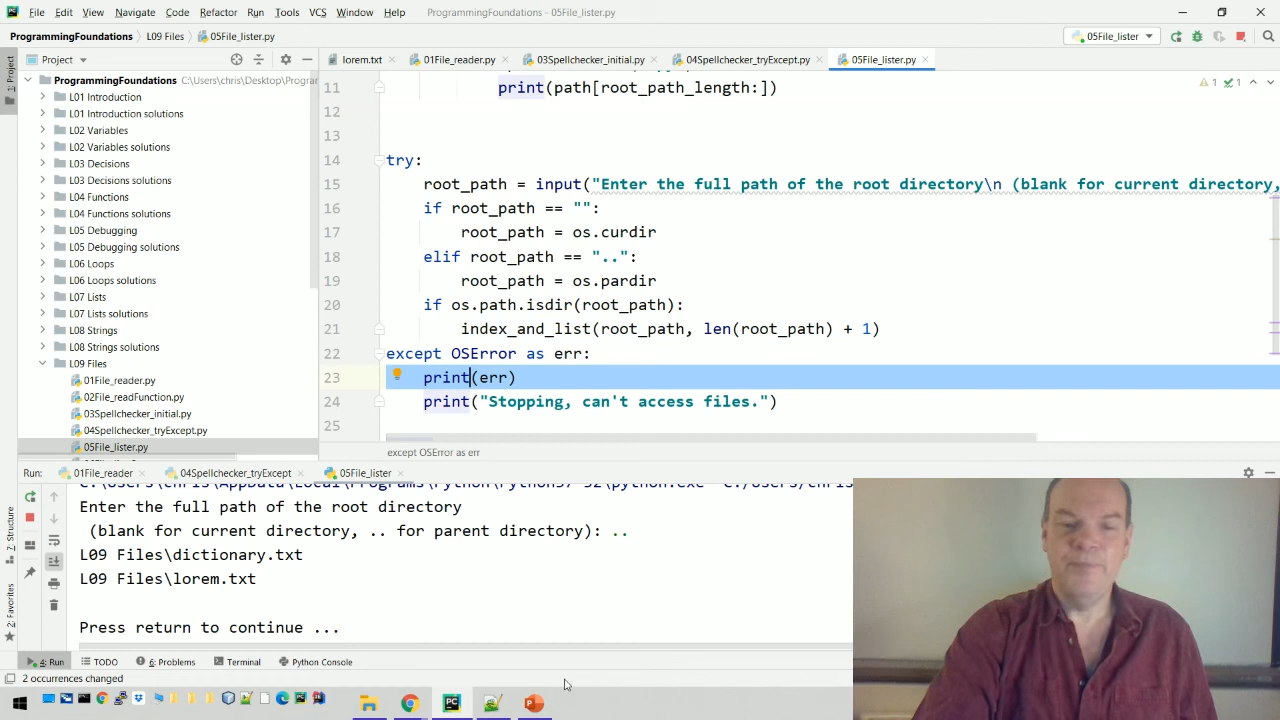 File Edit View Navigate Code Refactor Run Tools VCS Window Help ProgrammingFoundations - 05File_lister.py
ProgrammingFoundations L09 Files 05File_lister.py 05File_lister
Project lorem.txt 01File_reader.py 03Spellchecker_initial.py 04Spellchecker_tryExcept.py 05File_lister.py
1: Project
ProgrammingFoundations C:\Users\chris\Desktop\Progra
L01 Introduction
L01 Introduction solutions
L02 Variables
L02 Variables solutions
L03 Decisions
L03 Decisions solutions
L04 Functions
L04 Functions solutions
L05 Debugging
L05 Debugging solutions
L06 Loops
L06 Loops solutions
L07 Lists
L07 Lists solutions
L08 Strings
L08 Strings solutions
L09 Files
01File_reader.py
02File_readFunction.py
03Spellchecker_initial.py
04Spellchecker_tryExcept.py
05File_lister.py
1 1
11 print(path[root_path_length:])
12
13
14 try:
15 root_path = input("Enter the full path of the root directory\n (blank for current directory,
16 if root_path == "":
17 root_path = os.curdir
18 elif root_path == "..":
19 root_path = os.pardir
20 if os.path.isdir(root_path):
21 index_and_list(root_path, len(root_path) + 1)
22 except OSError as err:
23 print(err)
24 print("Stopping, can't access files.")
25
except OSError as err
Run: 01File_reader 04Spellchecker_tryExcept 05File_lister
Enter the full path of the root directory
(blank for current directory, .. for parent directory): ..
L09 Files\dictionary.txt
L09 Files\lorem.txt
Press return to continue ...
Z: Structure
2: Favorites
4: Run TODO 6: Problems Terminal Python Console
2 occurrences changed